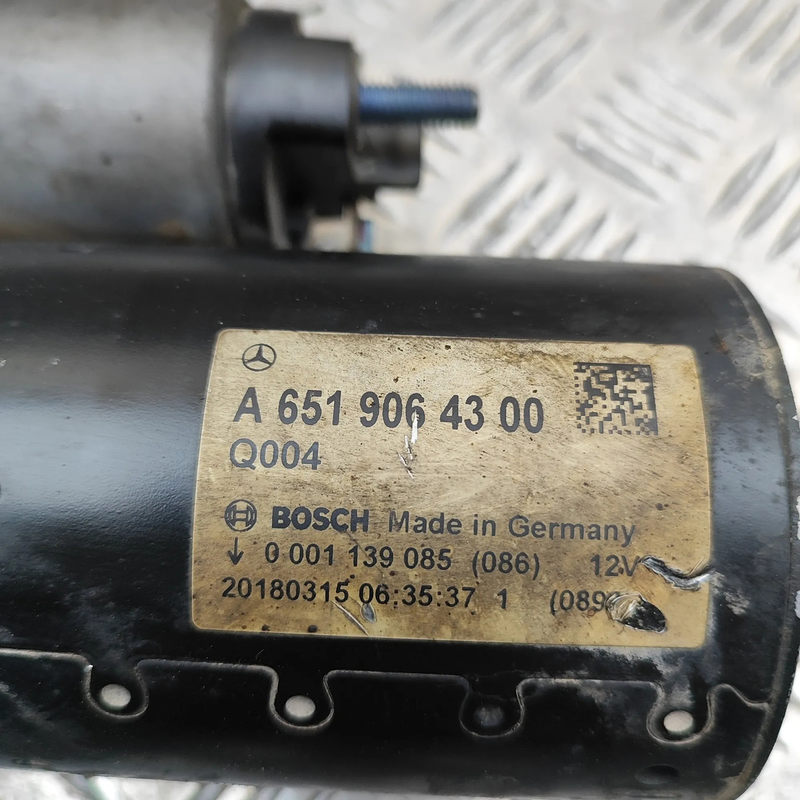 A 651 906 43 00
Q004
BOSCH Made in Germany
↓ 0 001 139 085 (086) 12V
20180315 06:35:37 1 (089